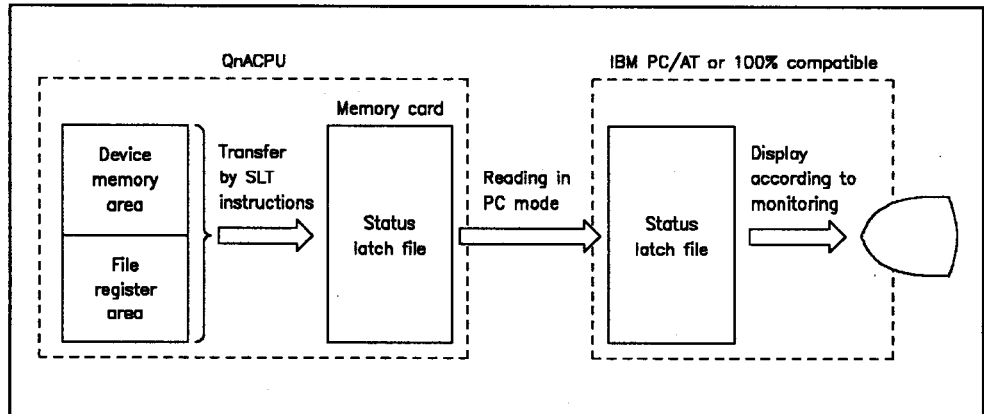 QnACPU
IBM PC/AT or 100% compatible
Memory card
Device
memory
area
File
register
area
Transfer
by SLT
instructions
Status
latch file
Reading in
PC mode
Status
latch file
Display
according to
monitoring